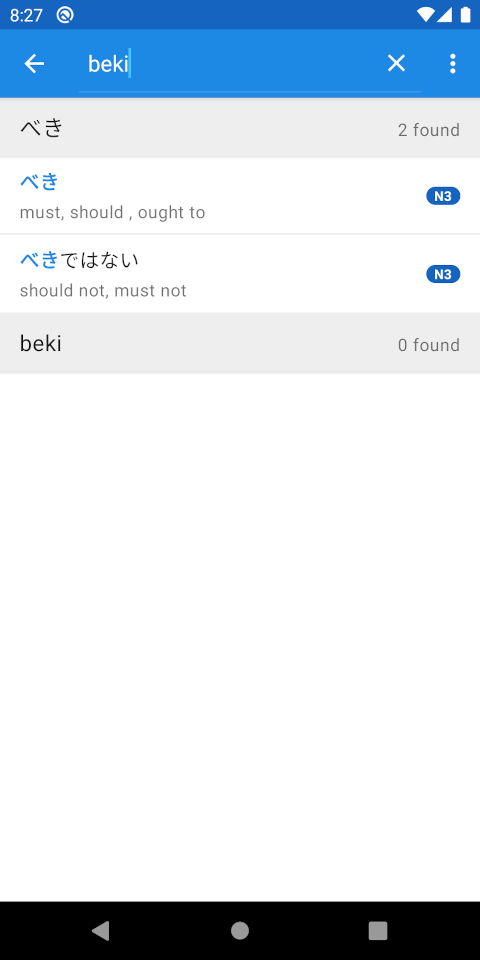 8:27
beki
べき
2 found
べき
must, should , ought to
N3
べきではない
should not, must not
N3
beki
0 found